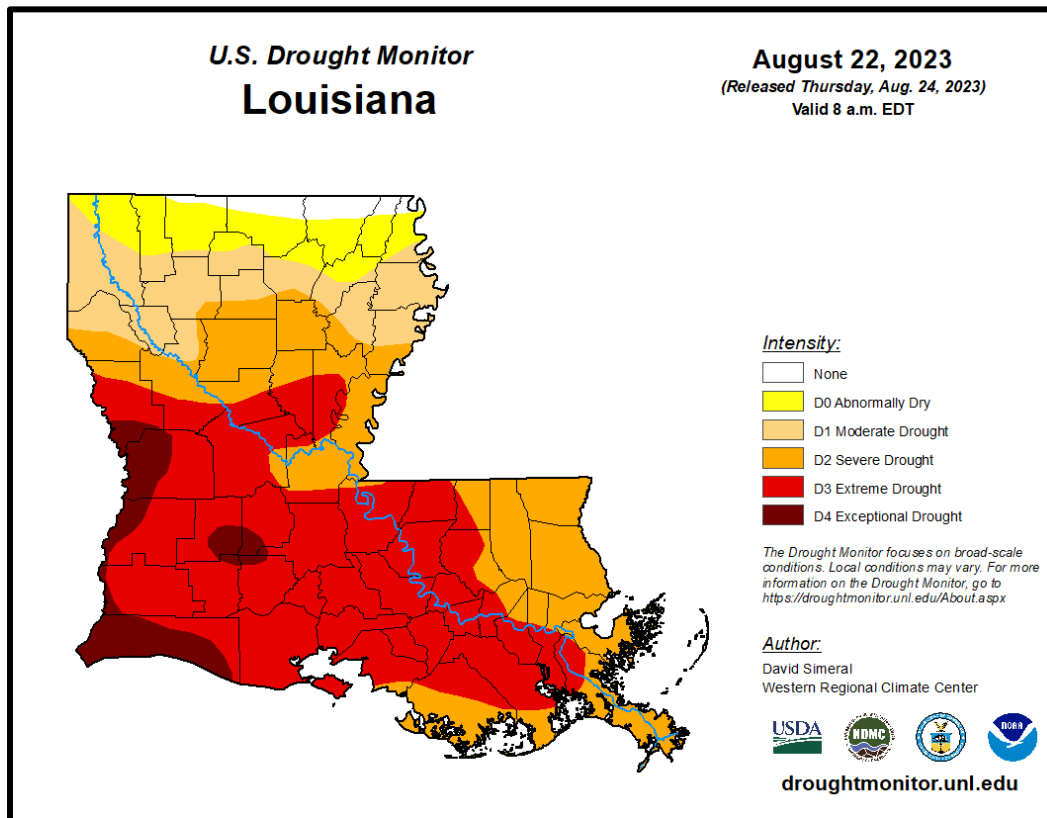 U.S. Drought Monitor
Louisiana
August 22, 2023
(Released Thursday, Aug. 24, 2023)
Valid 8 a.m. EDT
Intensity:
None
D0 Abnormally Dry
D1 Moderate Drought
D2 Severe Drought
D3 Extreme Drought
D4 Exceptional Drought
The Drought Monitor focuses on broad-scale
conditions. Local conditions may vary. For more
information on the Drought Monitor, go to
https://droughtmonitor.unl.edu/About.aspx
Author:
David Simeral
Western Regional Climate Center
USDA
NDMC
NOAA
droughtmonitor.unl.edu